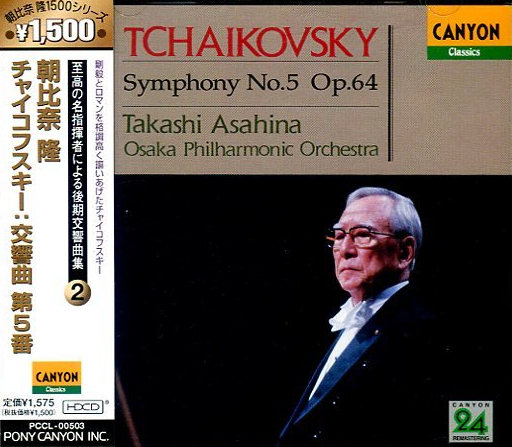 朝比奈 隆1500シリーズ
¥1,500
剛毅とロマンを格調高く謳いあげたチャイコフスキー
至高の名指揮者による後期交響曲集 2
朝比奈 隆
チャイコフスキー:交響曲 第5番
CANYON
Classics
定価¥1,575
(税抜価格¥1,500)
HDCD
PCCL-00503
PONY CANYON INC.
TCHAIKOVSKY
Symphony No.5 Op.64
Takashi Asahina
Osaka Philharmonic Orchestra
CANYON
Classics
CANYON
24
REMASTERING